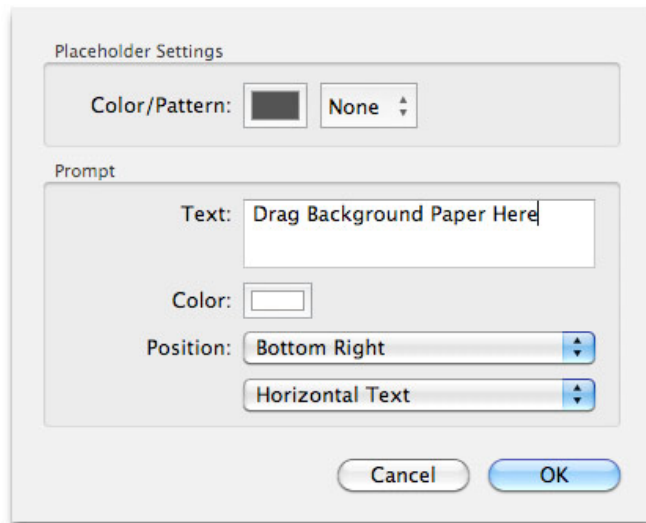 Placeholder Settings
Color/Pattern: None
Prompt
Text: Drag Background Paper Here
Color:
Position: Bottom Right
Horizontal Text
Cancel OK